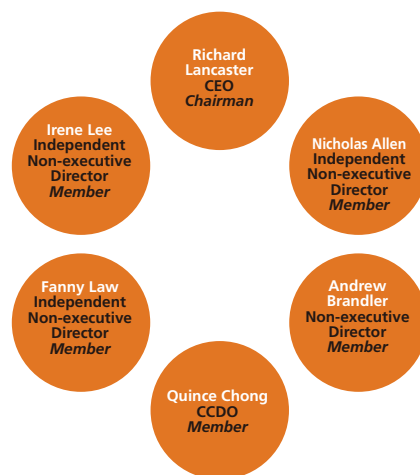 Richard
Lancaster
CEO
Chairman
Irene Lee
Independent
Non-executive
Director
Member
Nicholas Allen
Independent
Non-executive
Director
Member
Fanny Law
Independent
Non-executive
Director
Member
Andrew
Brandler
Non-executive
Director
Member
Quince Chong
CCDO
Member